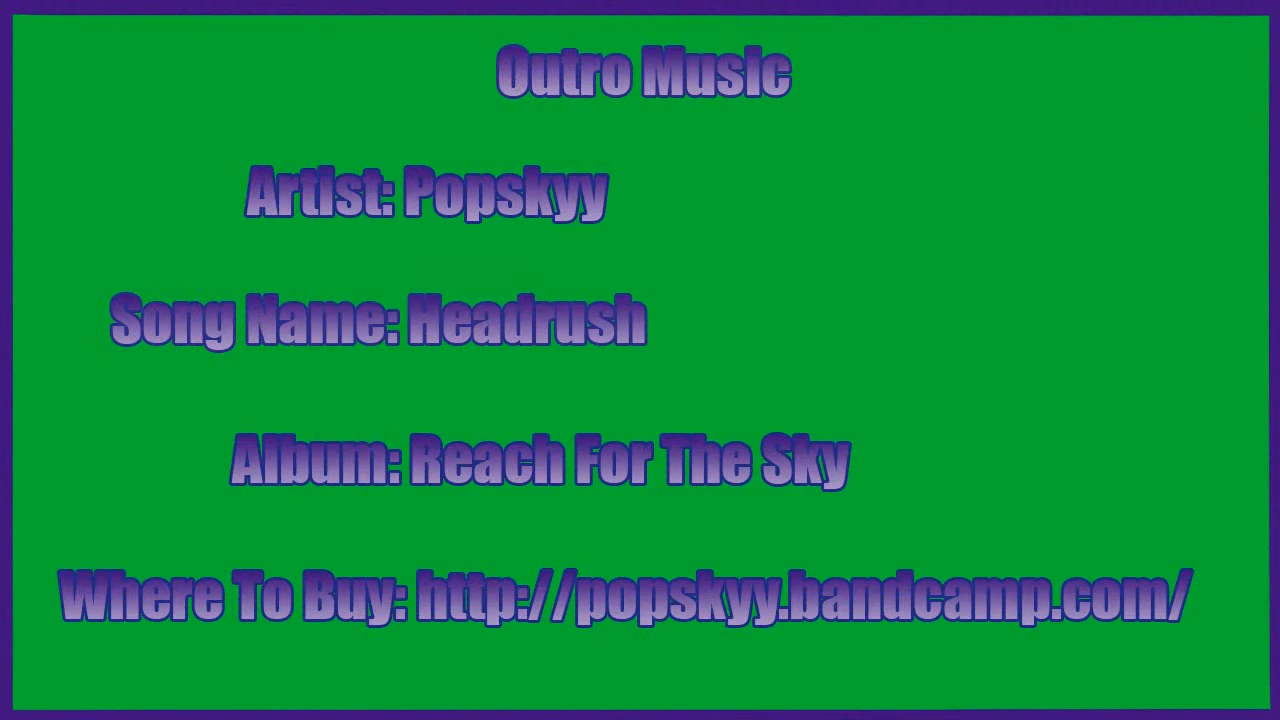 Outro Music
Artist: Popskyy
Song Name: Headrush
Album: Reach For The Sky
Where To Buy: http://popskyy.bandcamp.com/